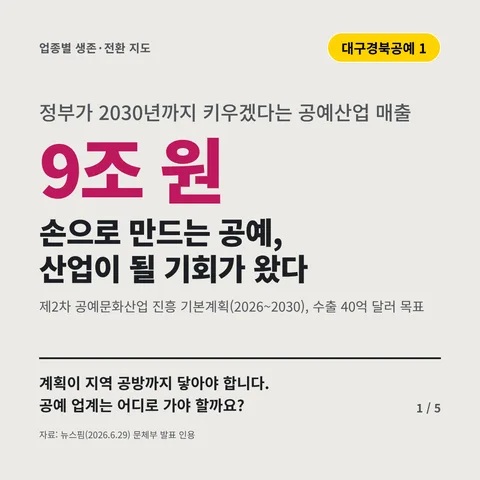 업종별 생존·전환 지도
대구경북공예 1
정부가 2030년까지 키우겠다는 공예산업 매출
9조 원
손으로 만드는 공예,
산업이 될 기회가 왔다
제2차 공예문화산업 진흥 기본계획(2026~2030), 수출 40억 달러 목표
계획이 지역 공방까지 닿아야 합니다.
공예 업계는 어디로 가야 할까요?
1 / 5
자료: 뉴스핌(2026.6.29) 문체부 발표 인용